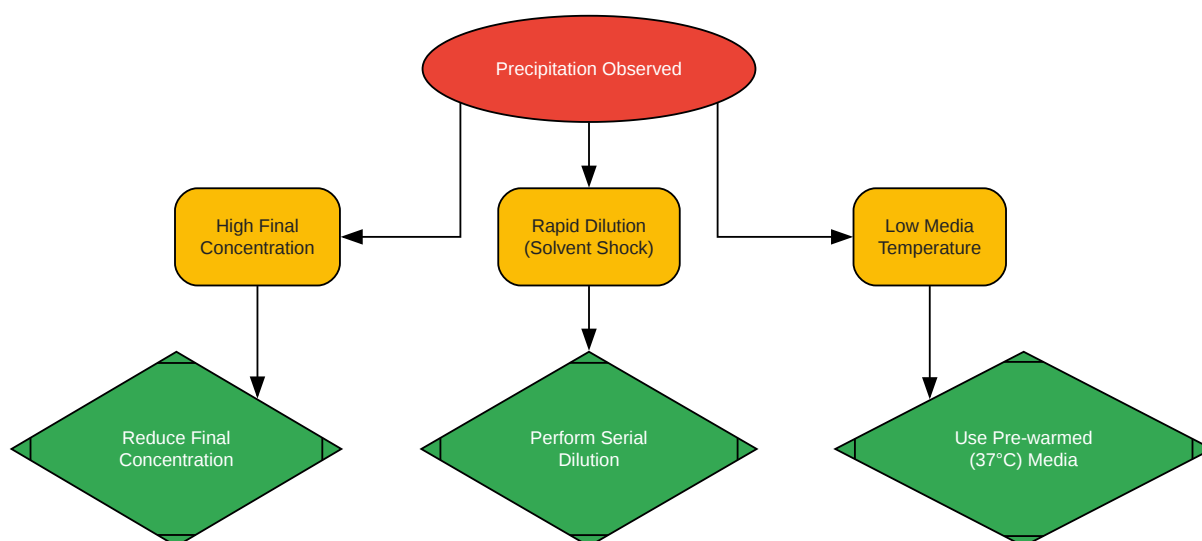 Precipitation Observed
High Final
Concentration
Rapid Dilution
(Solvent Shock)
Low Media
Temperature
Reduce Final
Concentration
Perform Serial
Dilution
Use Pre-warmed
(37°C) Media